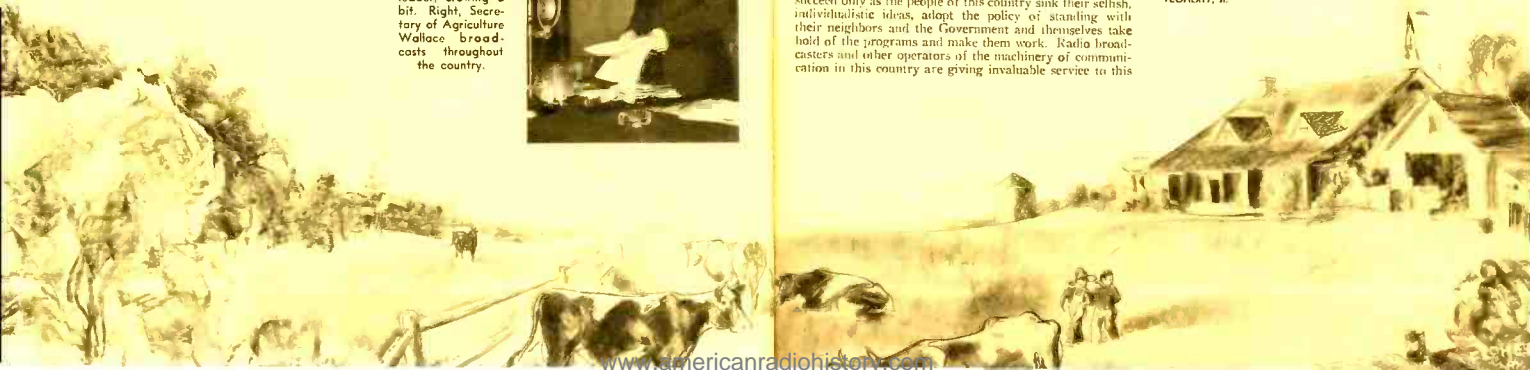 bit. Right, Secre-
tary of Agriculture
Wallace broad-
casts throughout
the country.
succeed only as the people of this country sink their selfish,
individualistic ideas, adopt the policy of standing with
their neighbors and the Government and themselves take
hold of the programs and make them work. Radio broad-
casters and other operators of the machinery of communi-
cation in this country are giving invaluable service to this
www.americanradiohistory.com